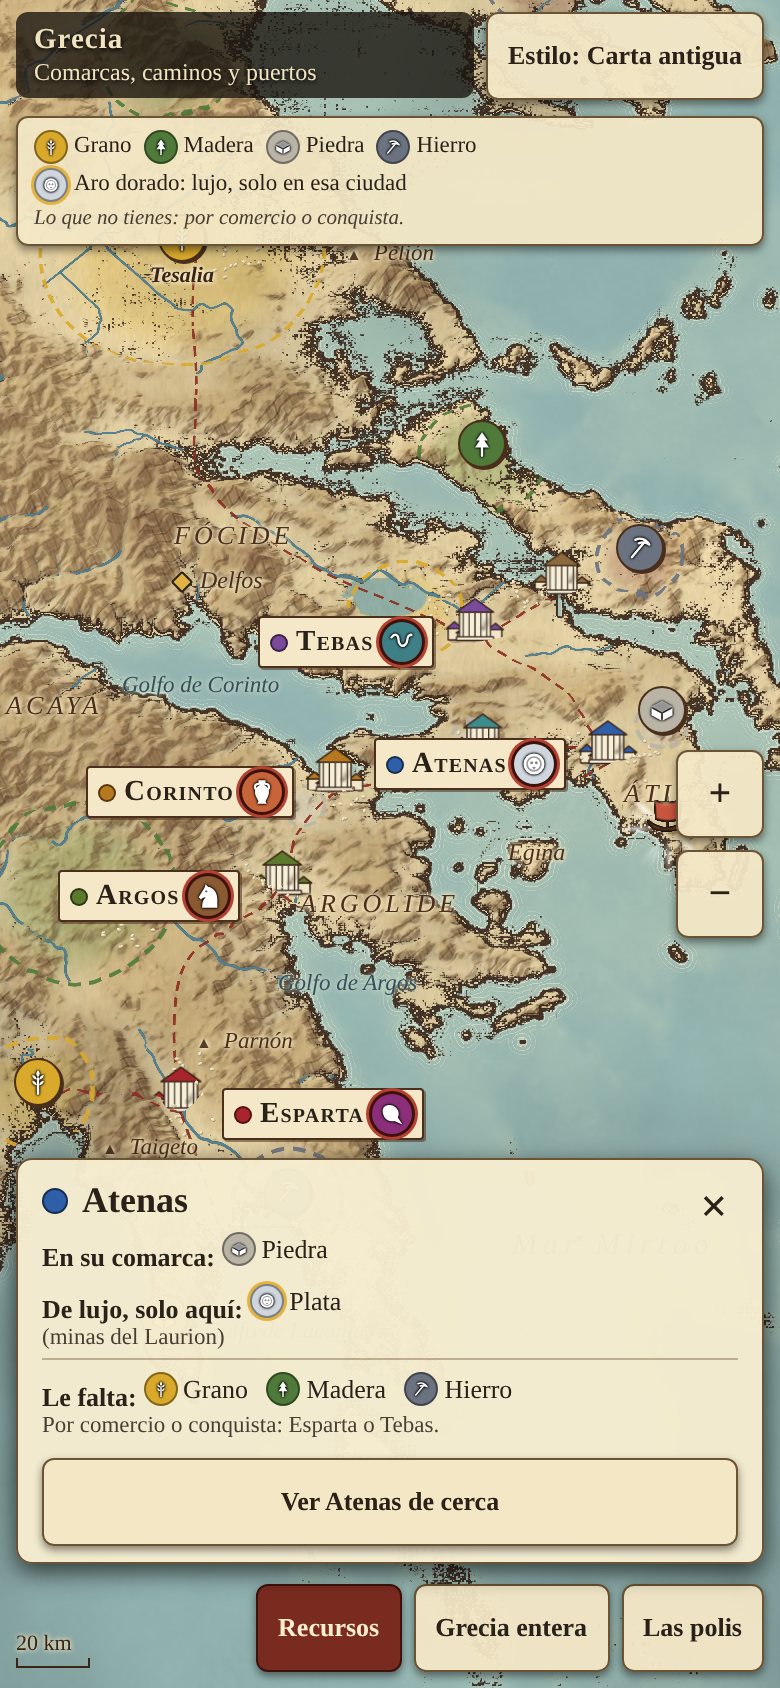 Grecia
Comarcas, caminos y puertos
Estilo: Carta antigua
Grano Madera Piedra Hierro
Aro dorado: lujo, solo en esa ciudad
Lo que no tienes: por comercio o conquista.
▲ Pelión
Tesalia
FÓCIDE
Delfos
TEBAS
Golfo de Corinto
ACAYA
ATENAS
CORINTO
+
ÁTI
Egina
−
ARGOS
ARGÓLIDE
Golfo de Argos
▲ Parnón
ESPARTA
▲ Taigeto
Atenas
✕
Mar Mirtoo
En su comarca: Piedra
De lujo, solo aquí: Plata
(minas del Laurion)
Le falta: Grano Madera Hierro
Por comercio o conquista: Esparta o Tebas.
Ver Atenas de cerca
20 km
Recursos
Grecia entera
Las polis